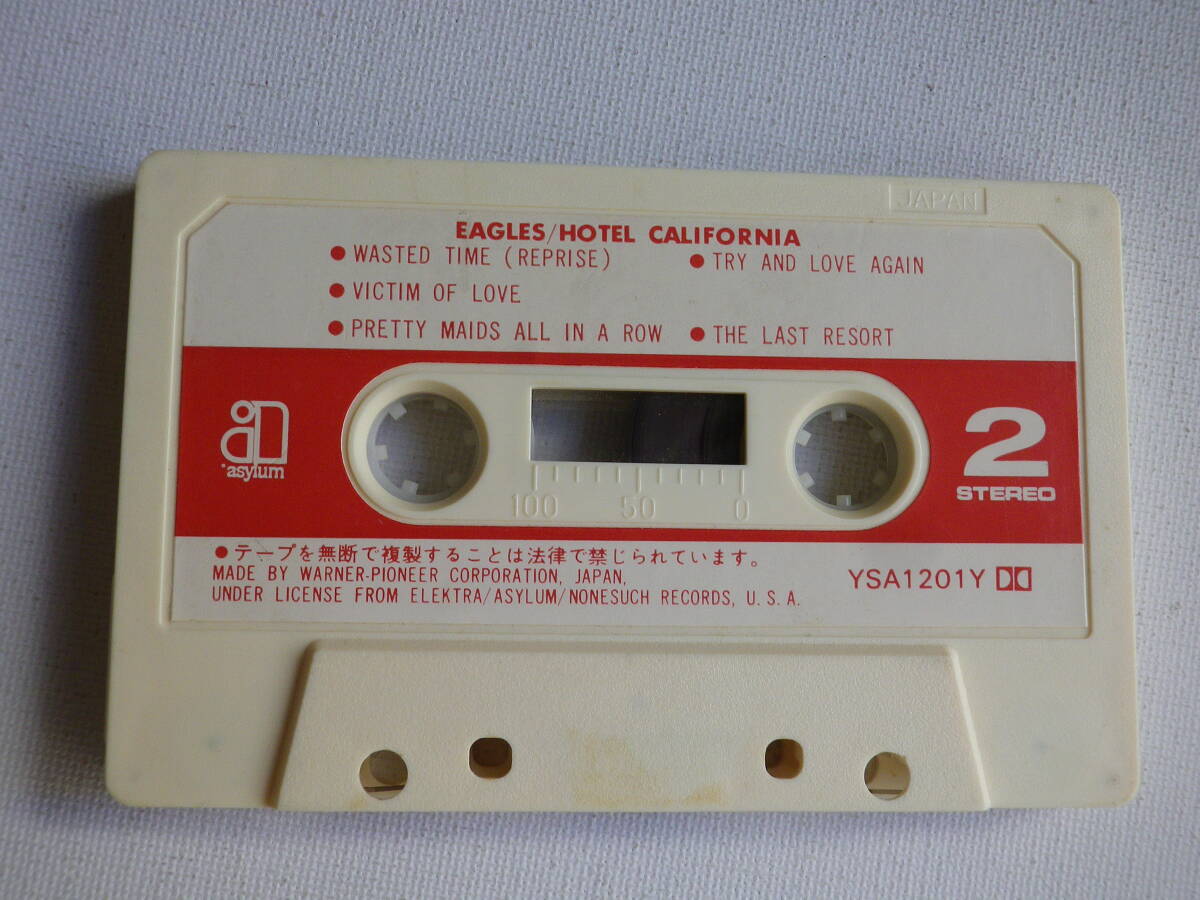 JAPAN
EAGLES/HOTEL CALIFORNIA
● WASTED TIME (REPRISE) ● TRY AND LOVE AGAIN
● VICTIM OF LOVE
● PRETTY MAIDS ALL IN A ROW ● THE LAST RESORT
asylum
100 50 0
2
STEREO
●テープを無断で複製することは法律で禁じられています。
MADE BY WARNER-PIONEER CORPORATION, JAPAN,
UNDER LICENSE FROM ELEKTRA/ASYLUM/NONESUCH RECORDS, U.S.A.
YSA1201Y